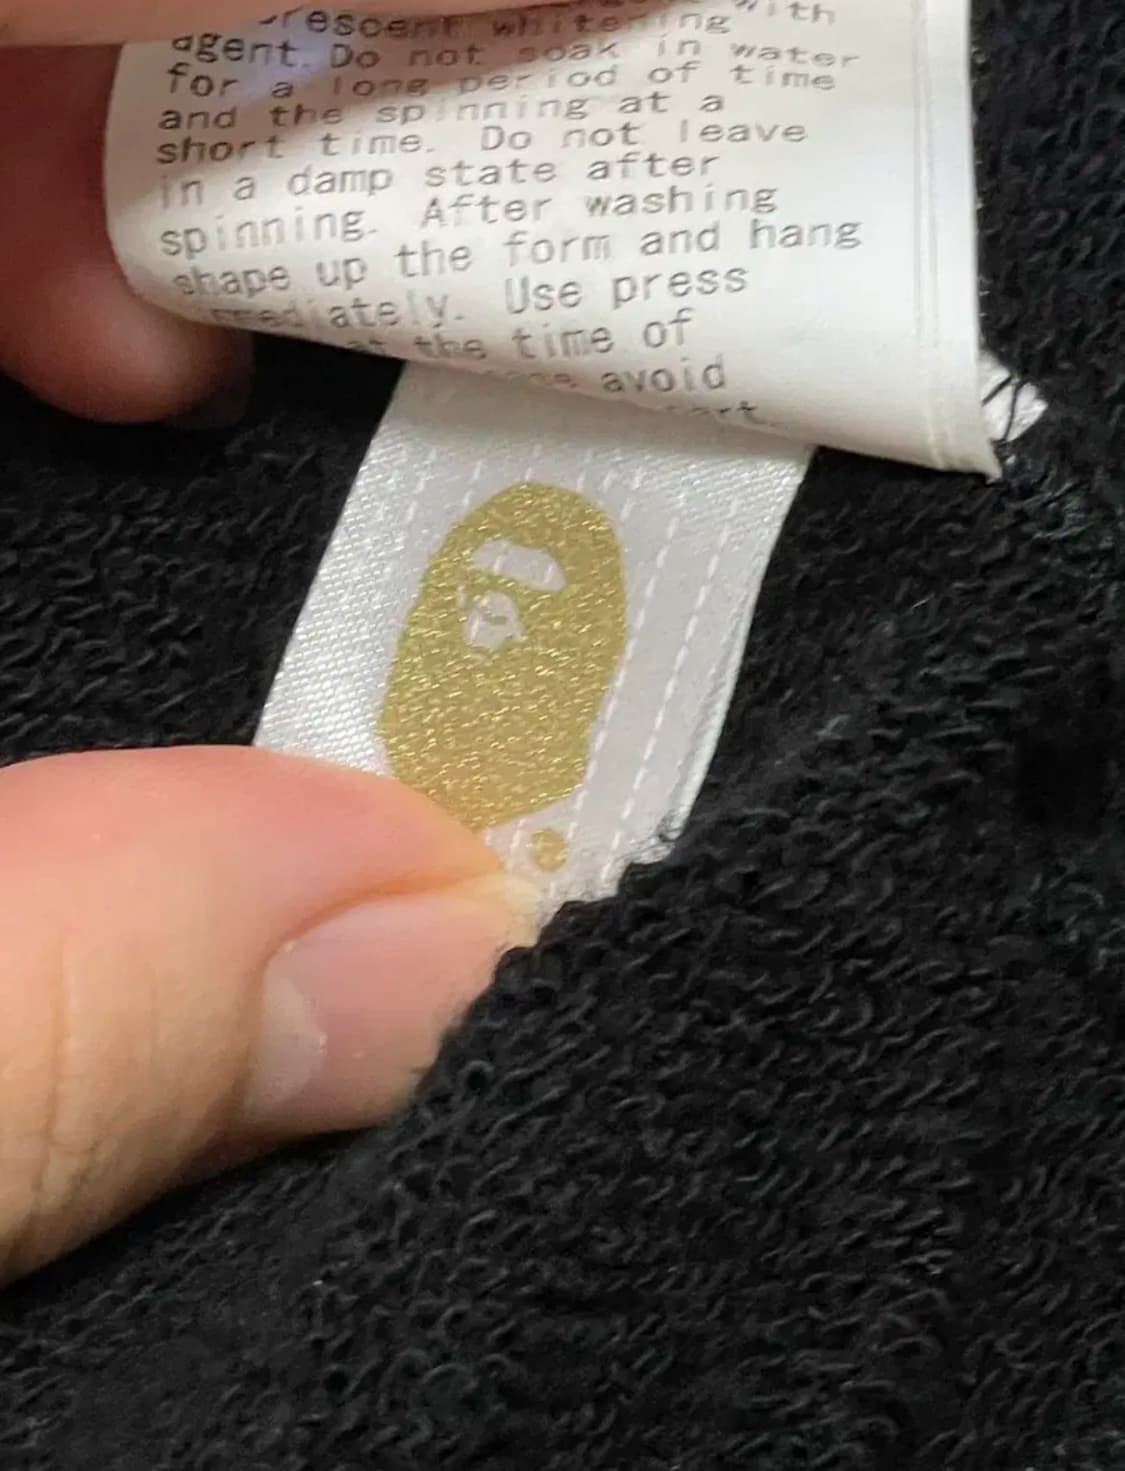 whitening with
agent. Do not soak in water
for a long period of time
and the spinning at a
short time. Do not leave
in a damp state after
spinning. After washing
shape up the form and hang
Use press
the time of
avoid